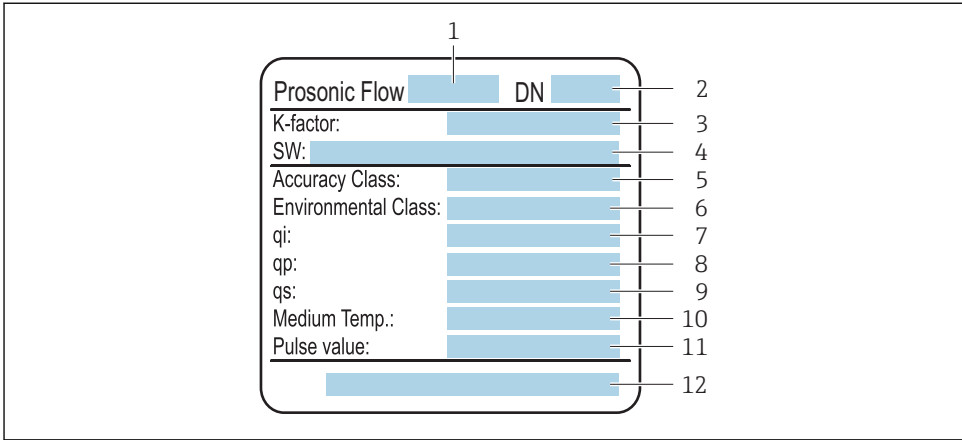 1
Prosonic Flow DN 2
K-factor: 3
SW: 4
Accuracy Class: 5
Environmental Class: 6
qi: 7
qp: 8
qs: 9
Medium Temp.: 10
Pulse value: 11
12